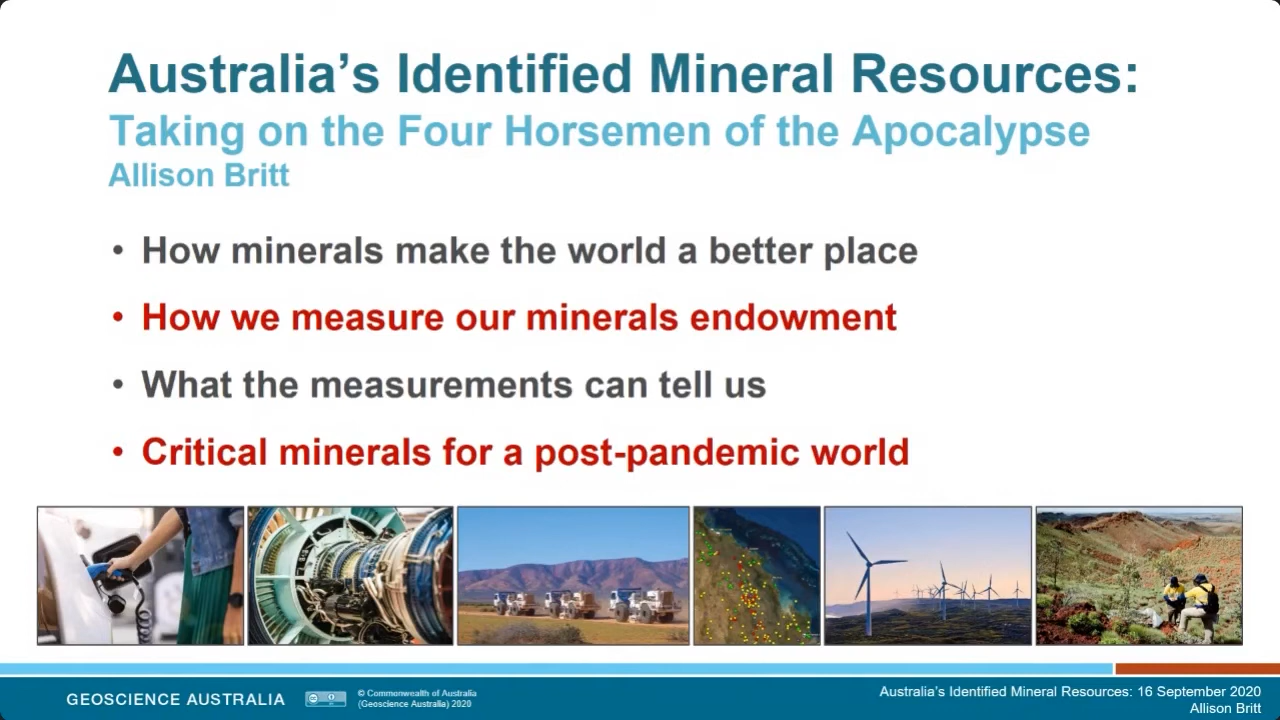 Australia's Identified Mineral Resources:
Taking on the Four Horsemen of the Apocalypse
Allison Britt
• How minerals make the world a better place
• How we measure our minerals endowment
• What the measurements can tell us
• Critical minerals for a post-pandemic world
GEOSCIENCE AUSTRALIA
© Commonwealth of Australia
(Geoscience Australia) 2020
Australia's Identified Mineral Resources: 16 September 2020
Allison Britt